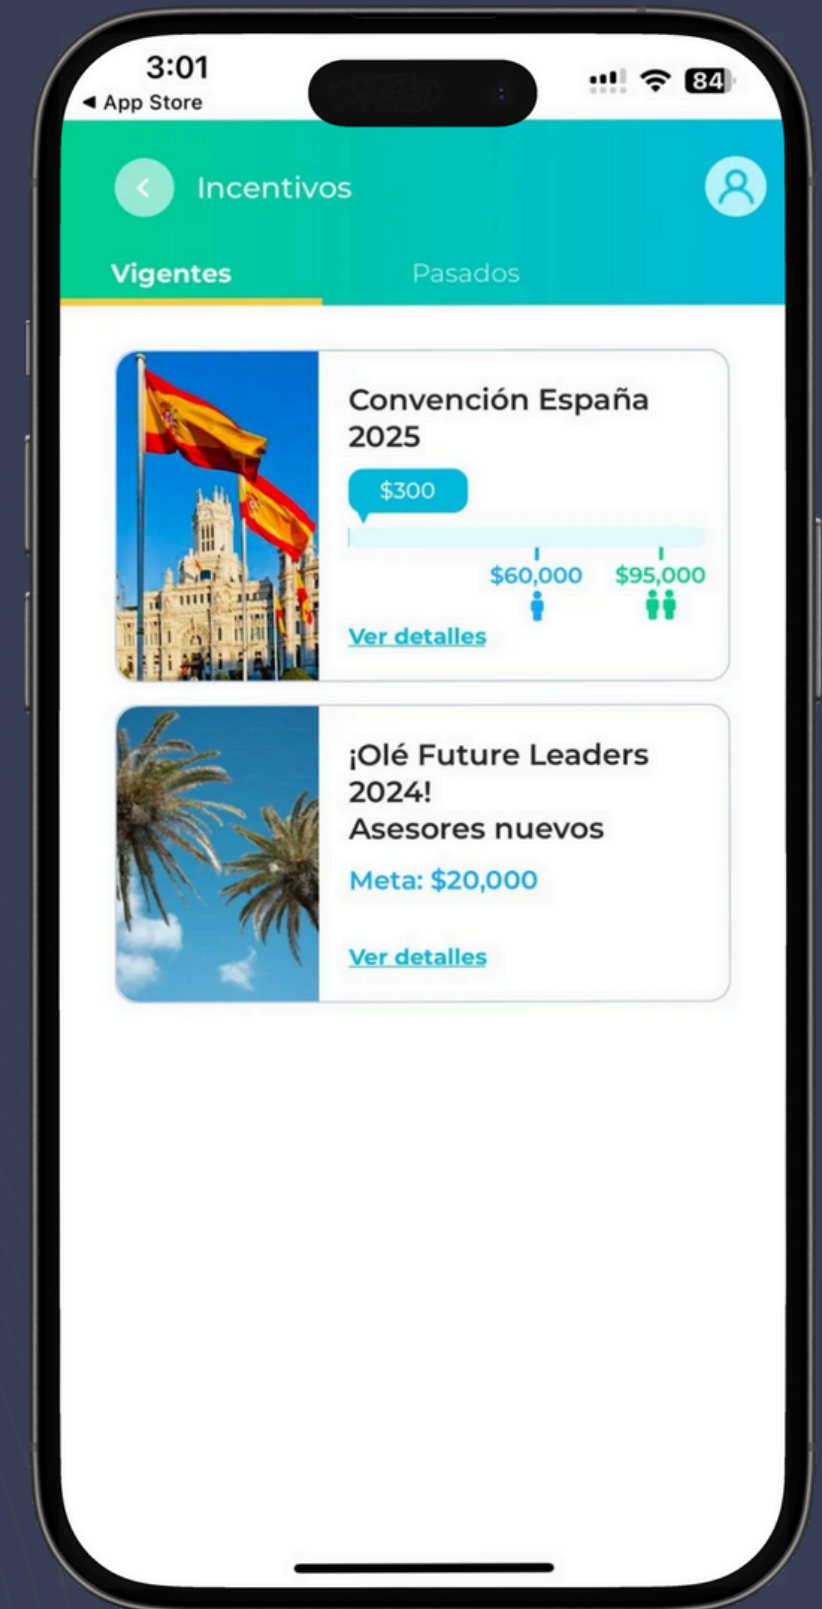 3:01
84
◀ App Store
Incentivos
Vigentes
Pasados
Convención España
2025
$300
$60,000
$95,000
Ver detalles
¡Olé Future Leaders
2024!
Asesores nuevos
Meta: $20,000
Ver detalles